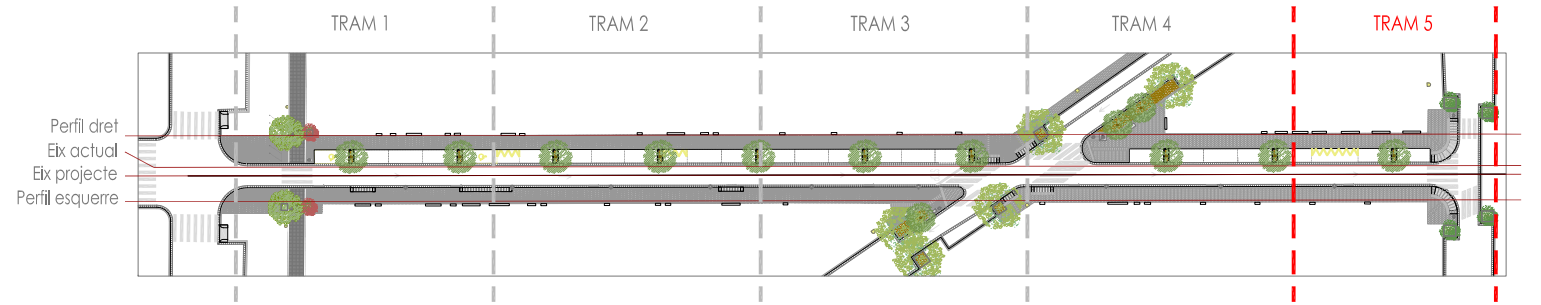 TRAM 1
TRAM 2
TRAM 3
TRAM 4
TRAM 5
Perfil dret
Eix actual
Eix projecte
Perfil esquerre